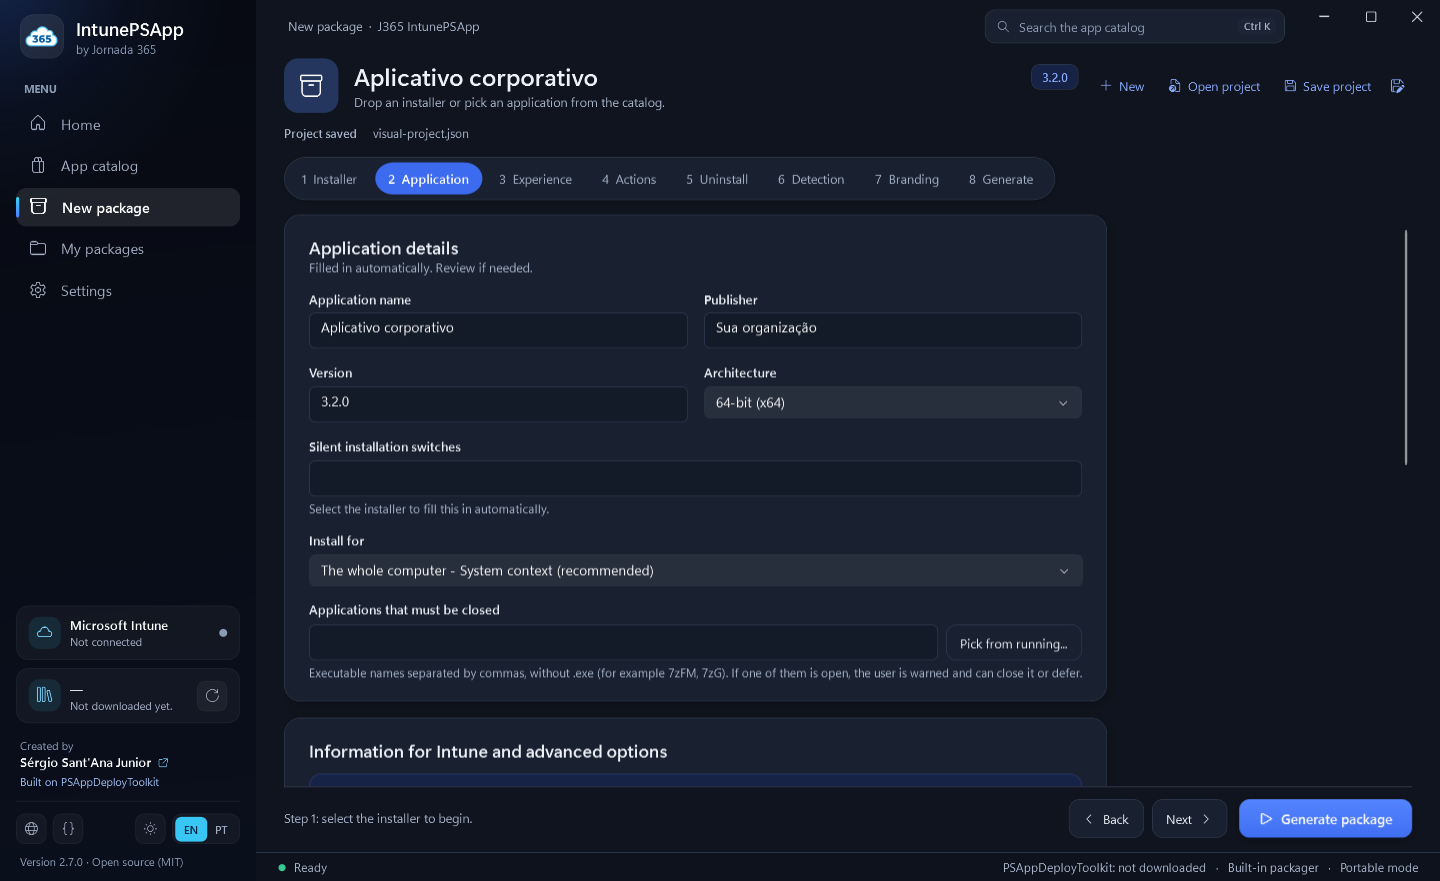 IntunePSApp
by Jornada 365
365
MENU
Home
App catalog
New package
My packages
Settings
Microsoft Intune
Not connected
—
Not downloaded yet.
Created by
Sérgio Sant'Ana Junior
Built on PSAppDeployToolkit
{}
EN PT
Version 2.7.0 · Open source (MIT)
New package · J365 IntunePSApp
Search the app catalog Ctrl K
Aplicativo corporativo
Drop an installer or pick an application from the catalog.
3.2.0
New Open project Save project
Project saved visual-project.json
1 Installer 2 Application 3 Experience 4 Actions 5 Uninstall 6 Detection 7 Branding 8 Generate
Application details
Filled in automatically. Review if needed.
Application name Publisher
Aplicativo corporativo Sua organização
Version Architecture
3.2.0 64-bit (x64)
Silent installation switches
Select the installer to fill this in automatically.
Install for
The whole computer - System context (recommended)
Applications that must be closed
Pick from running...
Executable names separated by commas, without .exe (for example 7zFM, 7zG). If one of them is open, the user is warned and can close it or defer.
Information for Intune and advanced options
Step 1: select the installer to begin.
Back Next Generate package
Ready
PSAppDeployToolkit: not downloaded · Built-in packager · Portable mode